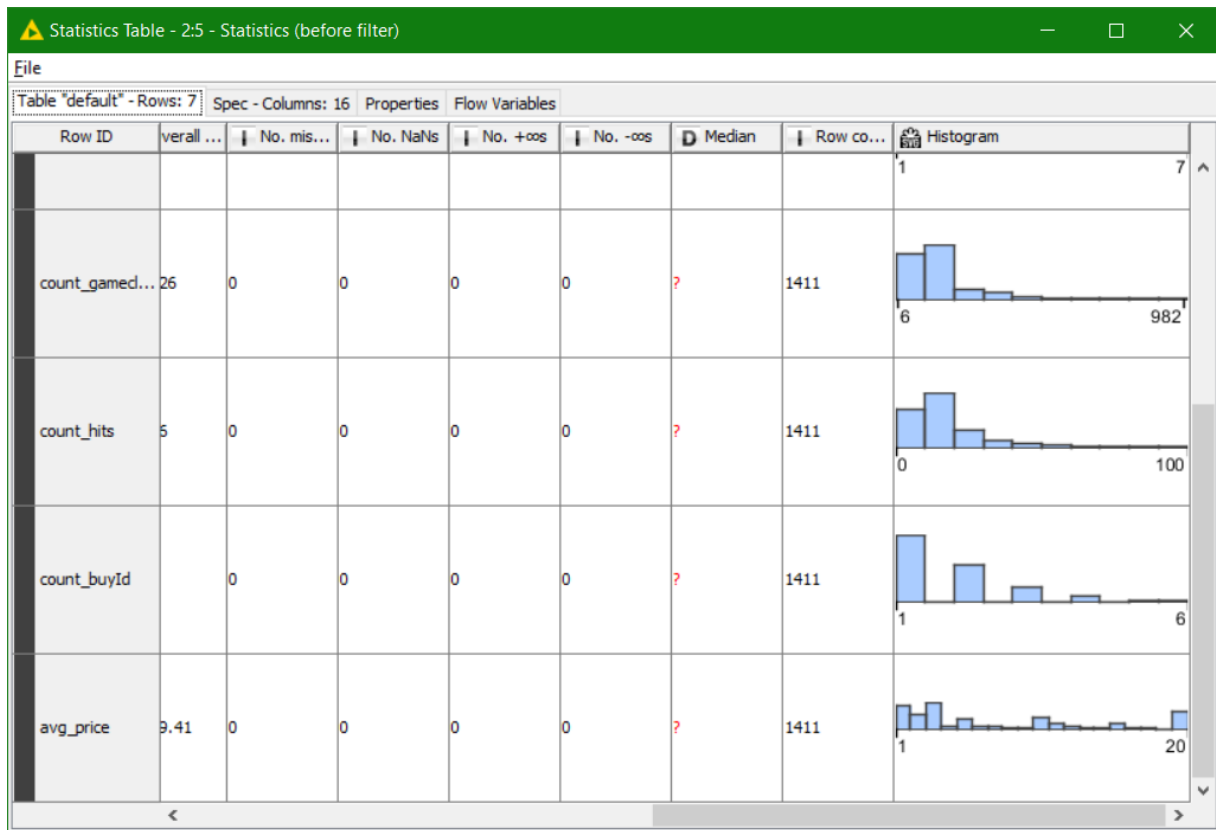 Statistics Table - 2:5 - Statistics (before filter)
File
Table "default" - Rows: 7 Spec - Columns: 16 Properties Flow Variables
Row ID verall ... No. mis... No. NaNs No. +∞s No. -∞s D Median Row co... Histogram
1 7
count_gamecl... 26 0 0 0 0 ? 1411
6 982
count_hits 6 0 0 0 0 ? 1411
0 100
count_buyId 0 0 0 0 ? 1411
1 6
avg_price 9.41 0 0 0 0 ? 1411
1 20